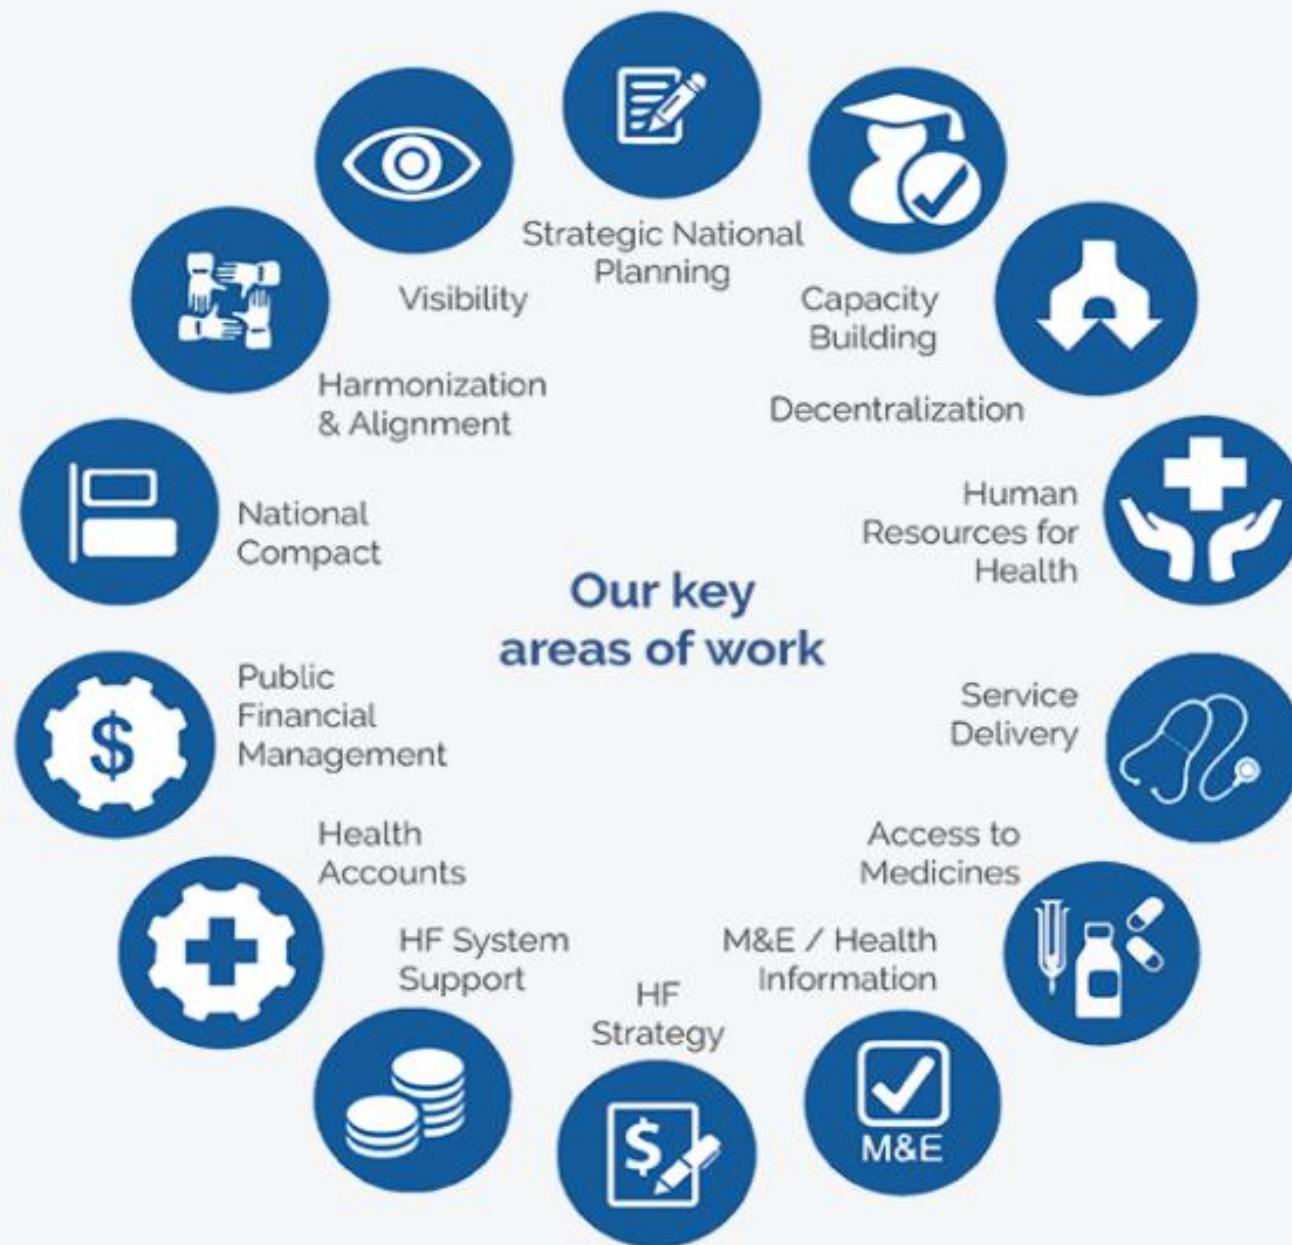 Strategic National
Planning
Capacity
Building
Decentralization
Human
Resources for
Health
Service
Delivery
Access to
Medicines
M&E / Health
Information
M&E
HF
Strategy
$
HF System
Support
Health
Accounts
Public
Financial
Management
$
National
Compact
Harmonization
& Alignment
Visibility
Our key
areas of work